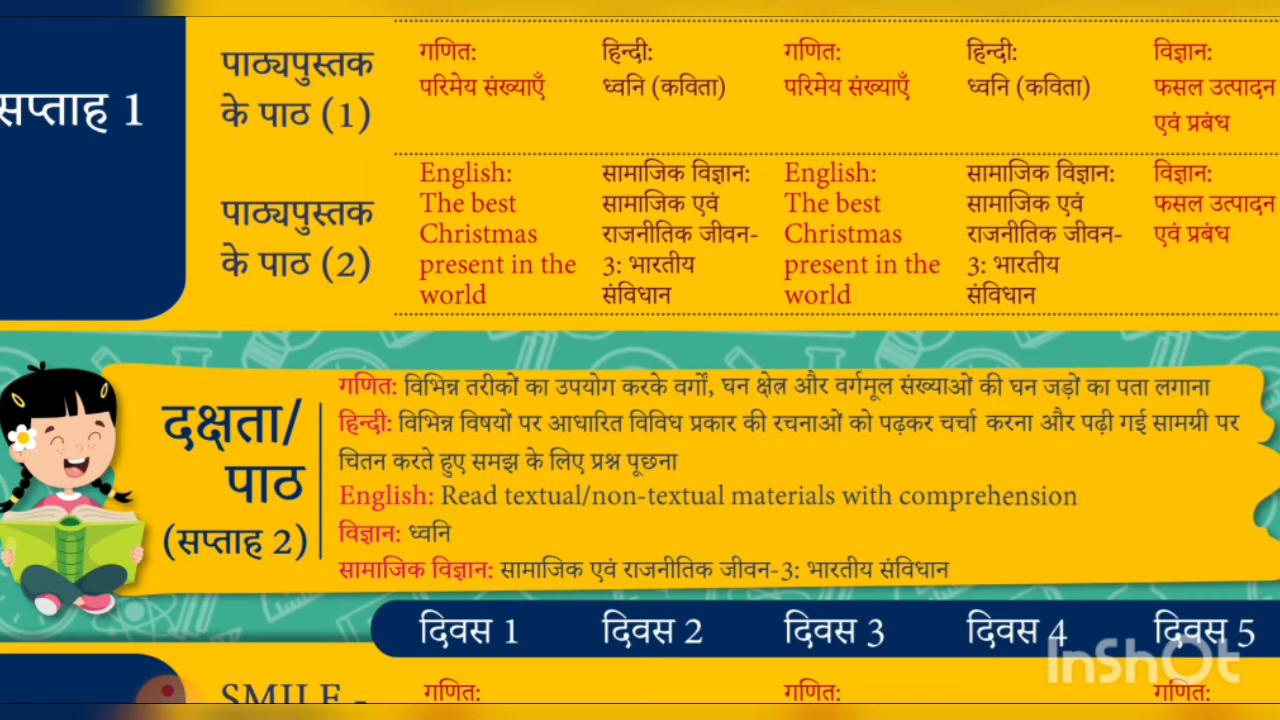 सप्ताह 1
पाठ्यपुस्तक
के पाठ (1)
गणित:
परिमेय संख्याएँ
हिन्दी:
ध्वनि (कविता)
गणित:
परिमेय संख्याएँ
हिन्दी:
ध्वनि (कविता)
विज्ञान:
फसल उत्पादन
एवं प्रबंध
पाठ्यपुस्तक
के पाठ (2)
English:
The best
Christmas
present in the
world
सामाजिक विज्ञान:
सामाजिक एवं
राजनीतिक जीवन-
3: भारतीय
संविधान
English:
The best
Christmas
present in the
world
सामाजिक विज्ञान:
सामाजिक एवं
राजनीतिक जीवन-
3: भारतीय
संविधान
विज्ञान:
फसल उत्पादन
एवं प्रबंध
दक्षता/
पाठ
(सप्ताह 2)
गणित: विभिन्न तरीकों का उपयोग करके वर्गों, घन क्षेत्र और वर्गमूल संख्याओं की घन जड़ों का पता लगाना
हिन्दी: विभिन्न विषयों पर आधारित विविध प्रकार की रचनाओं को पढ़कर चर्चा करना और पढ़ी गई सामग्री पर
चितन करते हुए समझ के लिए प्रश्न पूछना
English: Read textual/non-textual materials with comprehension
विज्ञान: ध्वनि
सामाजिक विज्ञान: सामाजिक एवं राजनीतिक जीवन-3: भारतीय संविधान
दिवस 1 दिवस 2 दिवस 3 दिवस 4 दिवस 5
InShOt
SMILE -
गणित:
गणित:
गणित: